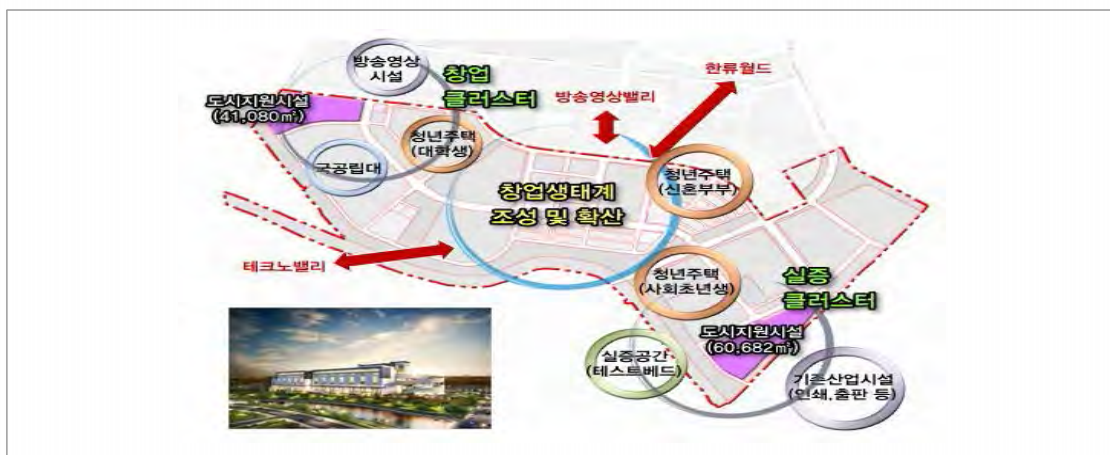 방송영상
시설
창업
클러스터
한류월드
방송영상밸리
도시지원시설
(41,080㎡)
청년주택
(대학생)
국공립대
청년주택
(신혼부부)
창업생태계
조성 및 확산
테크노밸리
청년주택
(사회초년생)
실증
클러스터
도시지원시설
(60,682㎡)
실증공간
(테스트베드)
기존산업시설
(인쇄,출판 등)